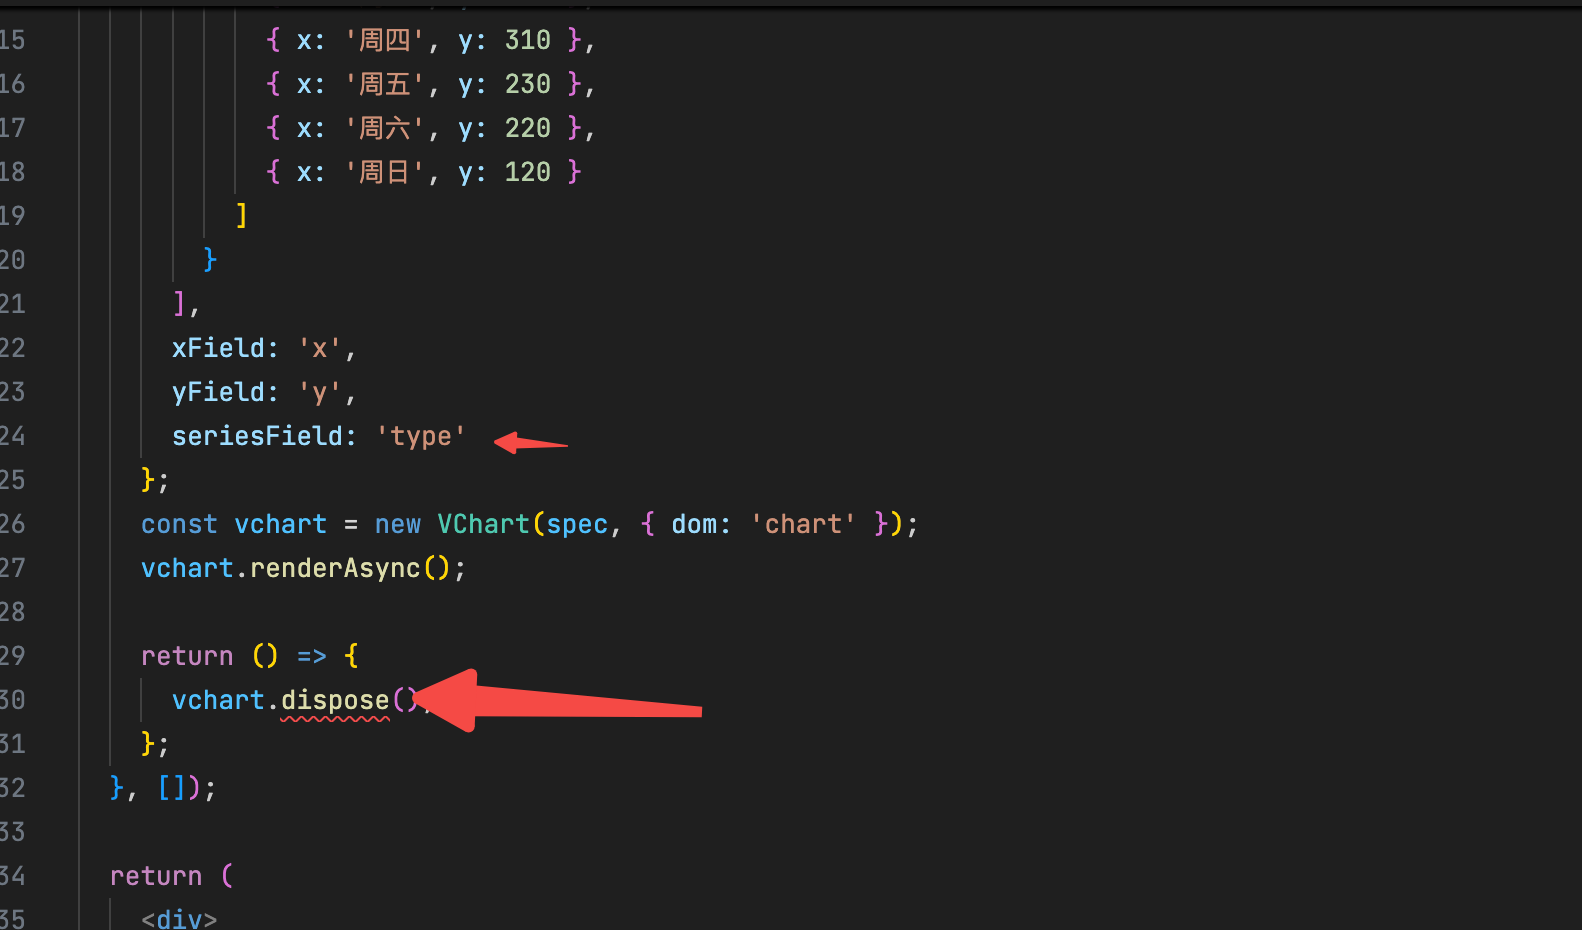 15 { x: '周四', y: 310 },
16 { x: '周五', y: 230 },
17 { x: '周六', y: 220 },
18 { x: '周日', y: 120 }
19 ]
20 }
21 ],
22 xField: 'x',
23 yField: 'y',
24 seriesField: 'type'
25 };
26 const vchart = new VChart(spec, { dom: 'chart' });
27 vchart.renderAsync();
28
29 return () => {
30 vchart.dispose();
31 };
32 }, []);
33
34 return (
35 <div>